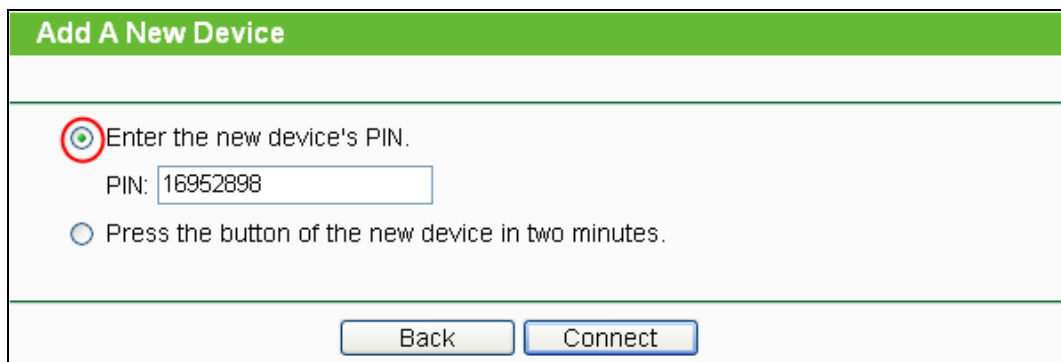 Add A New Device
Enter the new device's PIN.
PIN: 16952898
Press the button of the new device in two minutes.
Back Connect